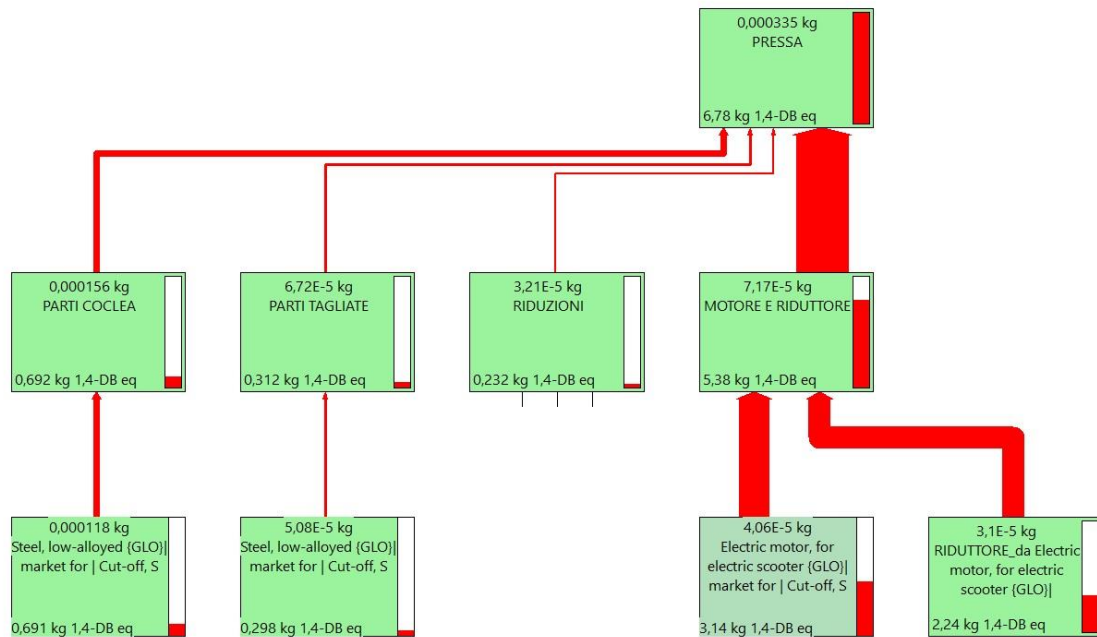 0,000335 kg
PRESSA
6,78 kg 1,4-DB eq
0,000156 kg
PARTI COCLEA
0,692 kg 1,4-DB eq
6,72E-5 kg
PARTI TAGLIATE
0,312 kg 1,4-DB eq
3,21E-5 kg
RIDUZIONI
0,232 kg 1,4-DB eq
7,17E-5 kg
MOTORE E RIDUTTORE
5,38 kg 1,4-DB eq
0,000118 kg
Steel, low-alloyed {GLO}|
market for | Cut-off, S
0,691 kg 1,4-DB eq
5,08E-5 kg
Steel, low-alloyed {GLO}|
market for | Cut-off, S
0,298 kg 1,4-DB eq
4,06E-5 kg
Electric motor, for
electric scooter {GLO}|
market for | Cut-off, S
3,14 kg 1,4-DB eq
3,1E-5 kg
RIDUTTORE_da Electric
motor, for electric
scooter {GLO}|
2,24 kg 1,4-DB eq